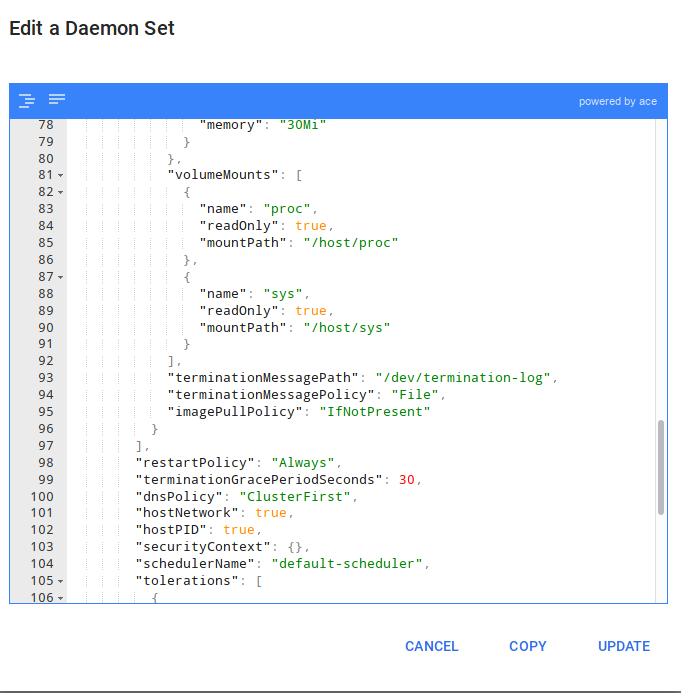 Edit a Daemon Set
powered by ace
78 "memory": "30Mi"
79 }
80 },
81 "volumeMounts": [
82 {
83 "name": "proc",
84 "readOnly": true,
85 "mountPath": "/host/proc"
86 },
87 {
88 "name": "sys",
89 "readOnly": true,
90 "mountPath": "/host/sys"
91 }
92 ],
93 "terminationMessagePath": "/dev/termination-log",
94 "terminationMessagePolicy": "File",
95 "imagePullPolicy": "IfNotPresent"
96 }
97 ],
98 "restartPolicy": "Always",
99 "terminationGracePeriodSeconds": 30,
100 "dnsPolicy": "ClusterFirst",
101 "hostNetwork": true,
102 "hostPID": true,
103 "securityContext": {},
104 "schedulerName": "default-scheduler",
105 "tolerations": [
106 {
CANCEL COPY UPDATE